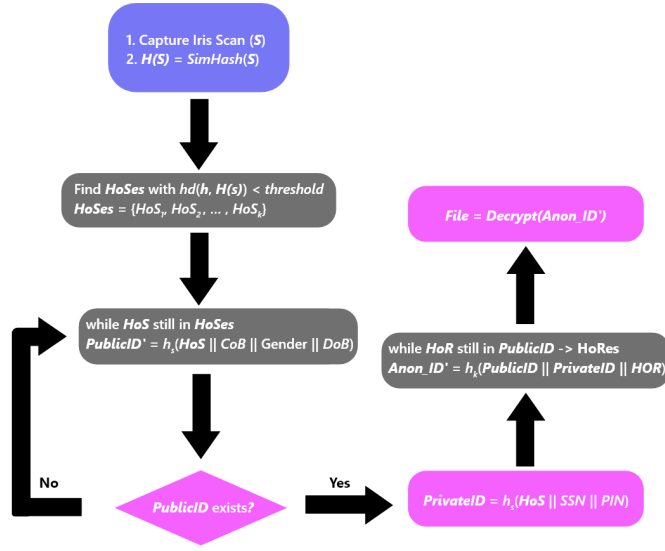 1. Capture Iris Scan (S)
2. H(S) = SimHash(S)
Find HoSes with hd(h, H(s)) < threshold
HoSes = {HoS₁, HoS₂, ... , HoSₖ}
while HoS still in HoSes
PublicID' = hₛ(HoS || CoB || Gender || DoB)
No
PublicID exists?
Yes
PrivateID = hₛ(HoS || SSN || PIN)
while HoR still in PublicID -> HoRes
Anon_ID' = hₖ(PublicID || PrivateID || HOR)
File = Decrypt(Anon_ID')